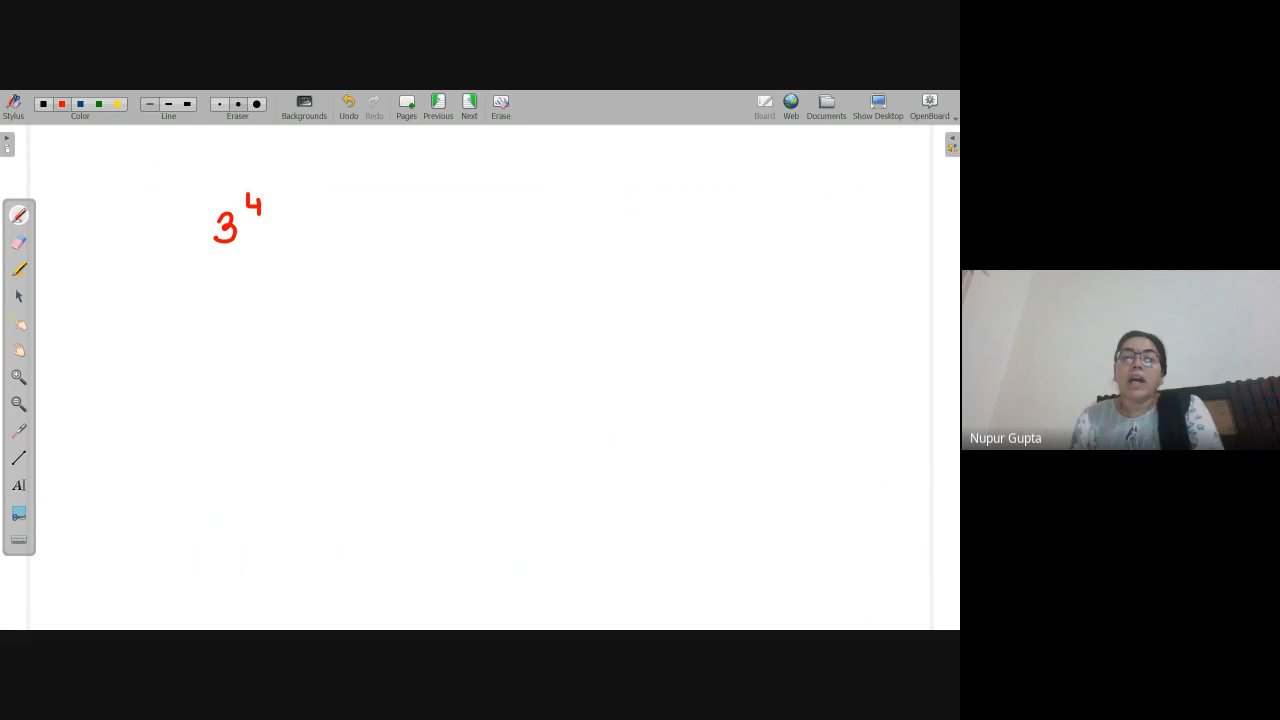 Stylus Color Line Eraser Backgrounds Undo Redo Pages Previous Next Erase Board Web Documents Show Desktop OpenBoard
3⁴
A
Nupur Gupta